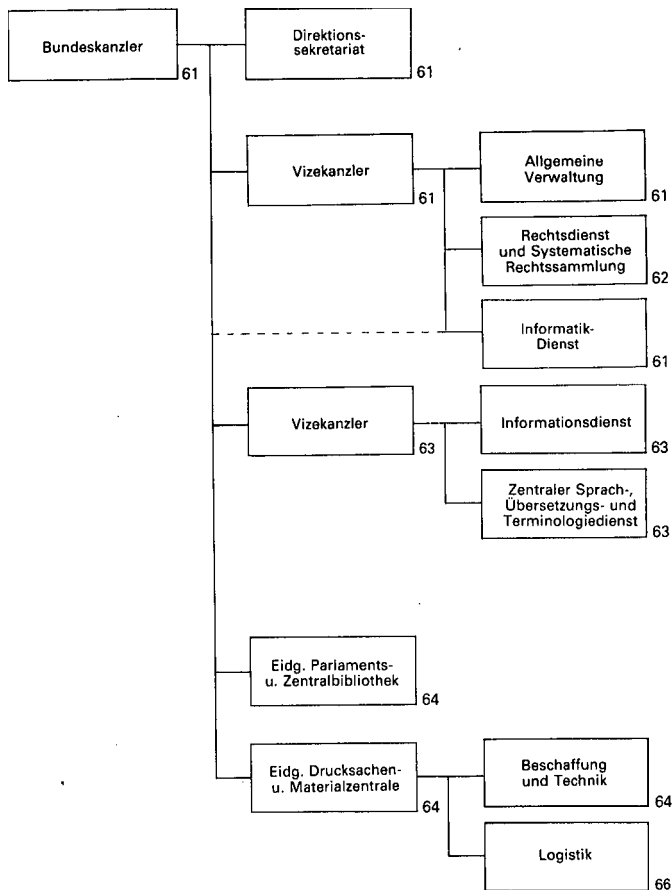 Bundeskanzler
61
Direktions-
sekretariat
61
Vizekanzler
61
Allgemeine
Verwaltung
61
Rechtsdienst
und Systematische
Rechtssammlung
62
Informatik-
Dienst
61
Vizekanzler
63
Informationsdienst
63
Zentraler Sprach-,
Übersetzungs- und
Terminologiedienst
63
Eidg. Parlaments-
u. Zentralbibliothek
64
Eidg. Drucksachen-
u. Materialzentrale
64
Beschaffung
und Technik
64
Logistik
66